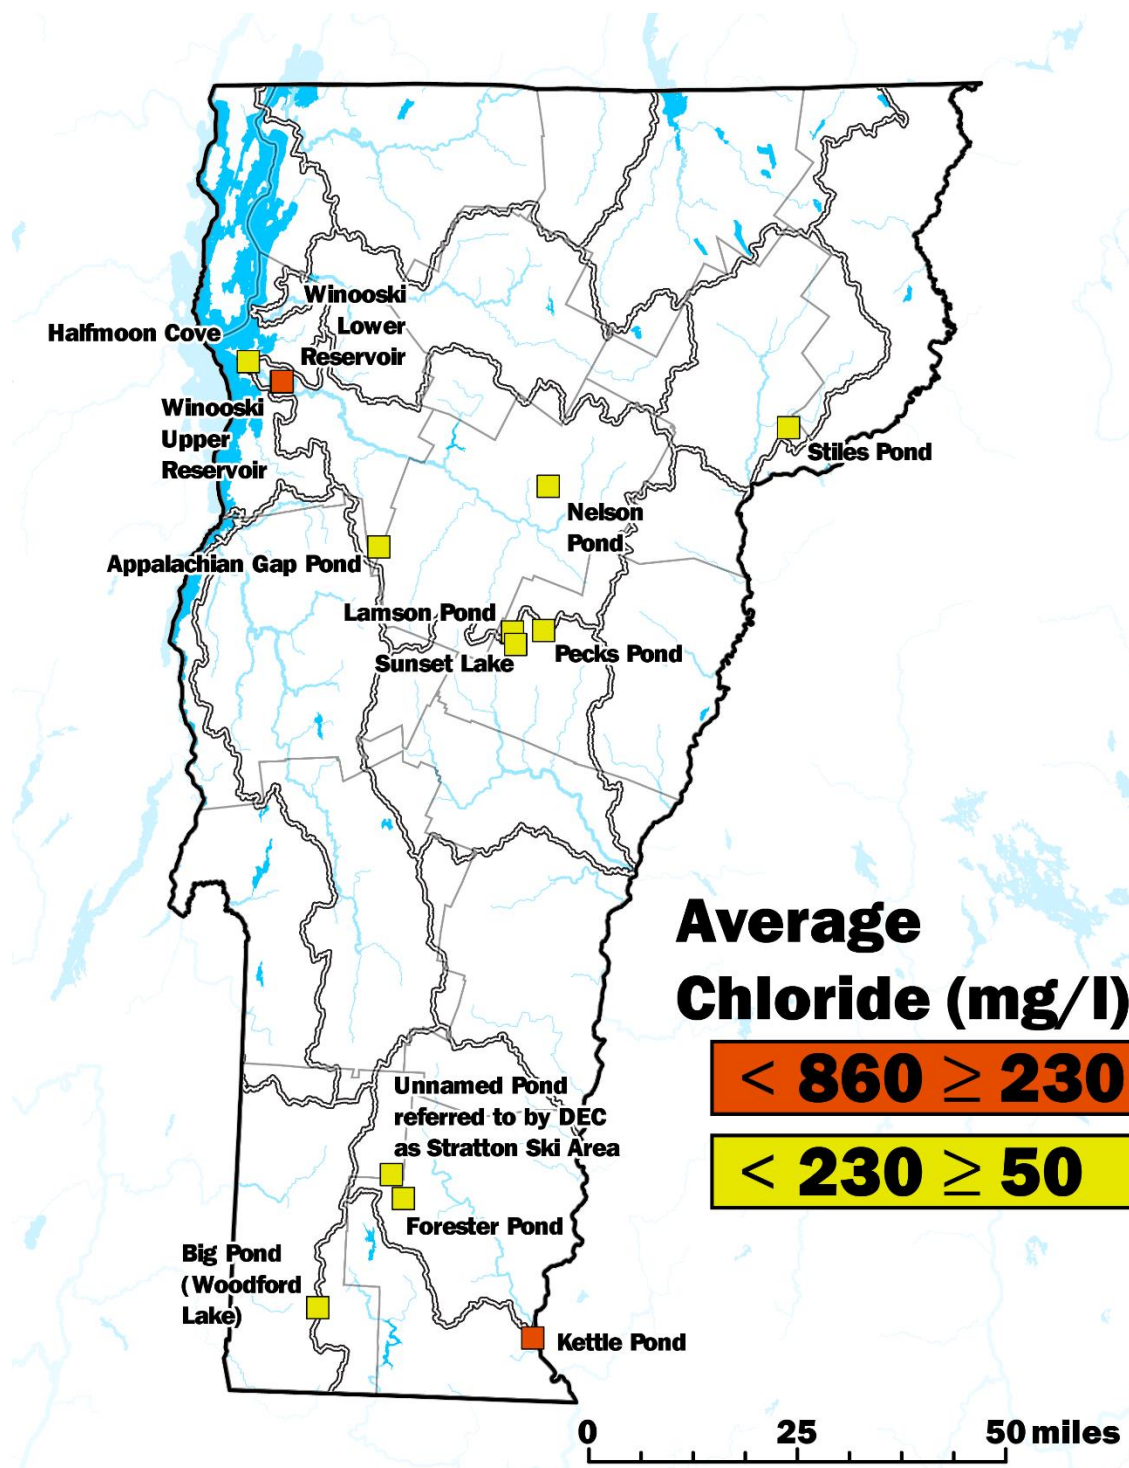 Winooski
Lower
Reservoir
Halfmoon Cove
Winooski
Upper
Reservoir
Stiles Pond
Nelson
Pond
Appalachian Gap Pond
Lamson Pond
Sunset Lake
Pecks Pond
Average
Chloride (mg/l)
< 860 ≥ 230
< 230 ≥ 50
Unnamed Pond
referred to by DEC
as Stratton Ski Area
Forester Pond
Big Pond
(Woodford
Lake)
Kettle Pond
0 25 50 miles